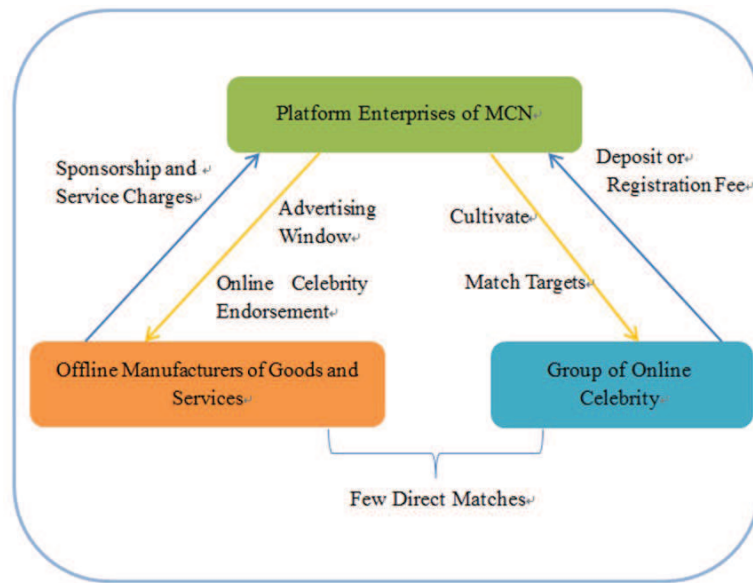 Platform Enterprises of MCN
Sponsorship and
Service Charges
Deposit or
Registration Fee
Advertising
Window
Cultivate
Online Celebrity
Endorsement
Match Targets
Offline Manufacturers of Goods and
Services
Group of Online
Celebrity
Few Direct Matches